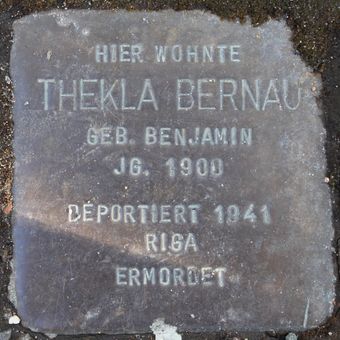 HIER WOHNTE
THEKLA BERNAU
GEB. BENJAMIN
JG. 1900
DEPORTIERT 1941
RIGA
ERMORDET